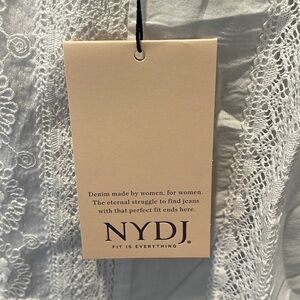 Denim made by women, for women.
The eternal struggle to find jeans
with that perfect fit ends here.
NYDJ®
FIT IS EVERYTHING